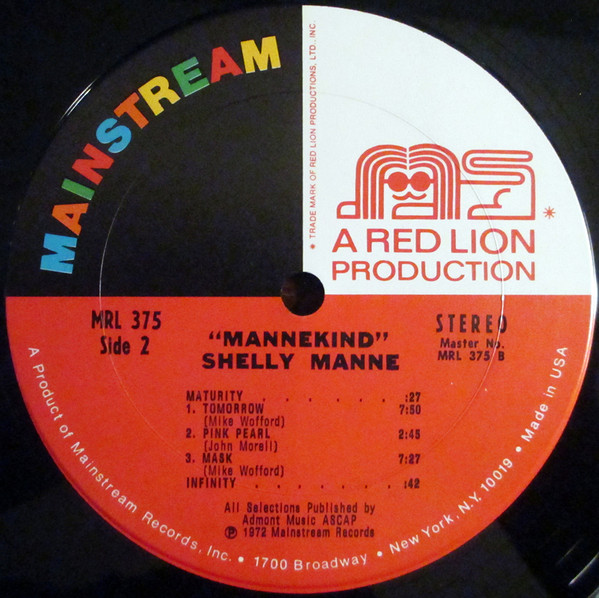 MAINSTREAM
* TRADE MARK OF RED LION PRODUCTIONS, LTD., INC.
*
A RED LION
PRODUCTION
MRL 375
Side 2
"MANNEKIND"
SHELLY MANNE
STEREO
Master No.
MRL 375 B
MATURITY . . . . . . . :27
1. TOMORROW 7:50
(Mike Wofford)
2. PINK PEARL 2:45
(John Morell)
3. MASK 7:27
(Mike Wofford)
INFINITY . . . . . . . :42
All Selections Published by
Admont Music ASCAP
℗ 1972 Mainstream Records
A Product of Mainstream Records, Inc. • 1700 Broadway • New York, N.Y. 10019 • Made in USA